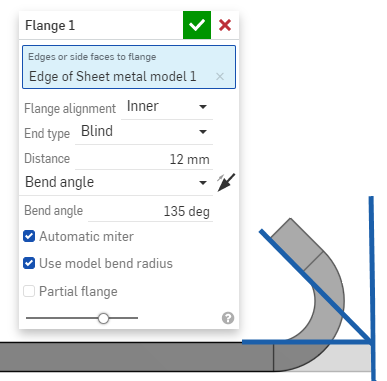 Flange 1
Edges or side faces to flange
Edge of Sheet metal model 1
Flange alignment Inner
End type Blind
Distance 12 mm
Bend angle
Bend angle 135 deg
Automatic miter
Use model bend radius
Partial flange